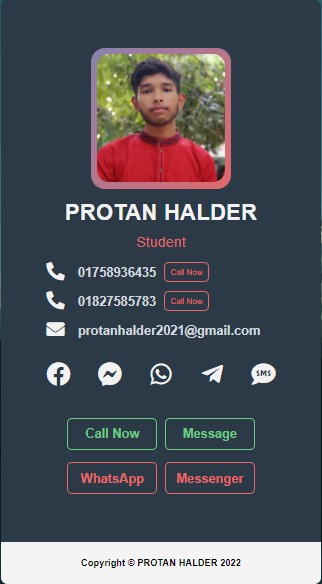 PROTAN HALDER
Student
01758936435 Call Now
01827585783 Call Now
protanhalder2021@gmail.com
SMS
Call Now Message
WhatsApp Messenger
Copyright © PROTAN HALDER 2022